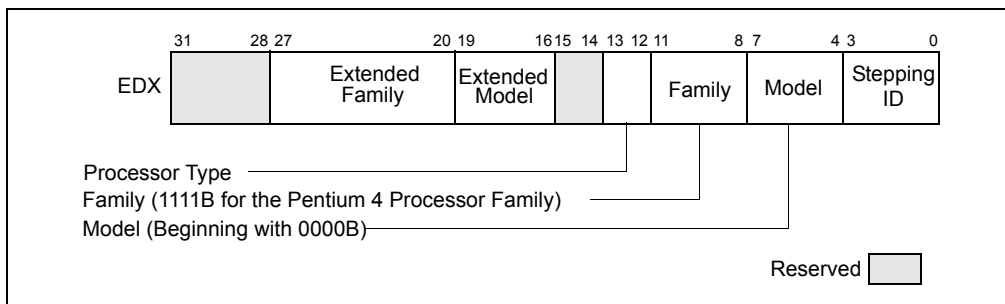 31 28 27 20 19 16 15 14 13 12 11 8 7 4 3 0
EDX
Extended Family
Extended Model
Family
Model
Stepping ID
Processor Type
Family (1111B for the Pentium 4 Processor Family)
Model (Beginning with 0000B)
Reserved